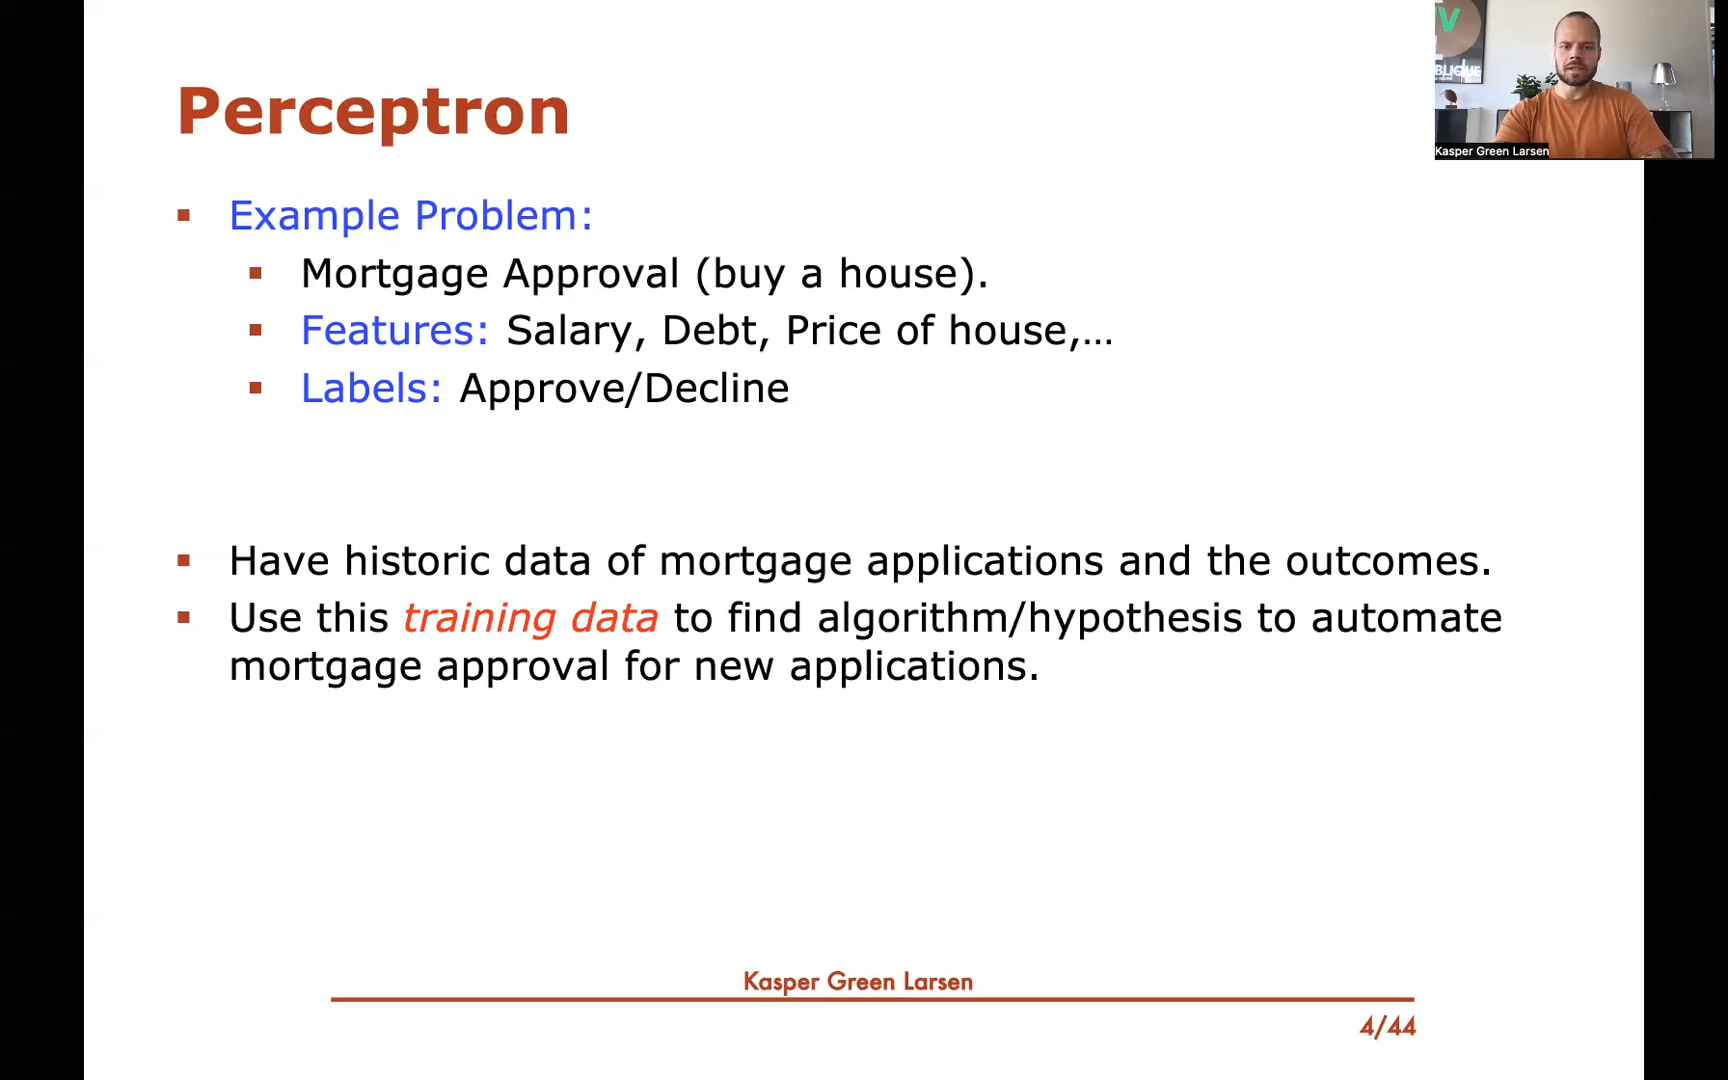 Perceptron
Example Problem:
Mortgage Approval (buy a house).
Features: Salary, Debt, Price of house,...
Labels: Approve/Decline
Have historic data of mortgage applications and the outcomes.
Use this training data to find algorithm/hypothesis to automate
mortgage approval for new applications.
Kasper Green Larsen
4/44
V
BLIQUE
Kasper Green Larsen